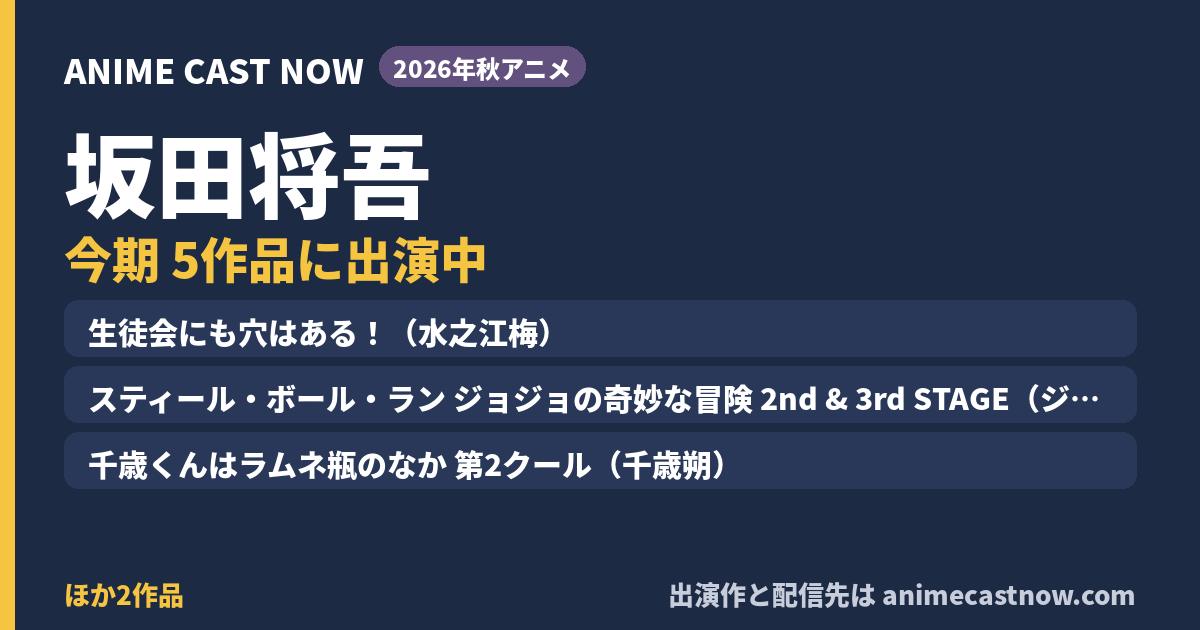 ANIME CAST NOW 2026年秋アニメ
坂田将吾
今期 5作品に出演中
生徒会にも穴はある！（水之江梅）
スティール・ボール・ラン ジョジョの奇妙な冒険 2nd & 3rd STAGE（ジ…
千歳くんはラムネ瓶のなか 第2クール（千歳朔）
ほか2作品
出演作と配信先は animecastnow.com